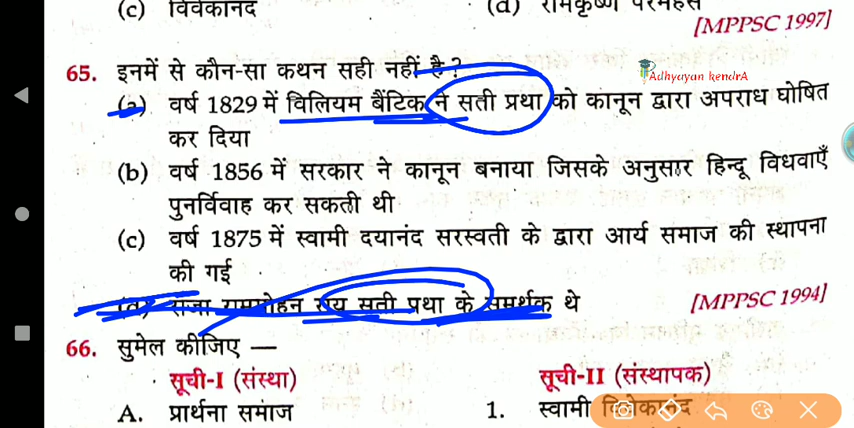 (c) विवेकानंद (d) रामकृष्ण परमहंस
[MPPSC 1997]
Adhyayan kendrA
65. इनमें से कौन-सा कथन सही नहीं है ?
(a) वर्ष 1829 में विलियम बैंटिक ने सती प्रथा को कानून द्वारा अपराध घोषित
कर दिया
(b) वर्ष 1856 में सरकार ने कानून बनाया जिसके अनुसार हिन्दू विधवाएँ
पुनर्विवाह कर सकती थी
(c) वर्ष 1875 में स्वामी दयानंद सरस्वती के द्वारा आर्य समाज की स्थापना
की गई
(d) राजा राममोहन राय सती प्रथा के समर्थक थे [MPPSC 1994]
66. सुमेल कीजिए —
सूची-I (संस्था) सूची-II (संस्थापक)
A. प्रार्थना समाज 1. स्वामी विवेकानंद